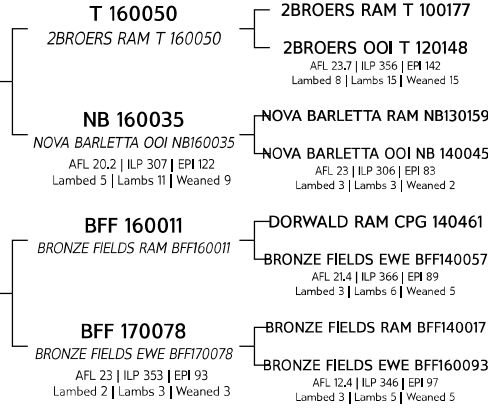 T 160050
2BROERS RAM T 160050
2BROERS RAM T 100177
2BROERS OOI T 120148
AFL 23.7 | ILP 356 | EPI 142
Lambed 8 | Lambs 15 | Weaned 15
NB 160035
NOVA BARLETTA OOI NB160035
AFL 20.2 | ILP 307 | EPI 122
Lambed 5 | Lambs 11 | Weaned 9
NOVA BARLETTA RAM NB130159
NOVA BARLETTA OOI NB 140045
AFL 23 | ILP 306 | EPI 83
Lambed 3 | Lambs 3 | Weaned 2
BFF 160011
BRONZE FIELDS RAM BFF160011
DORWALD RAM CPG 140461
BRONZE FIELDS EWE BFF140057
AFL 21.4 | ILP 366 | EPI 89
Lambed 3 | Lambs 6 | Weaned 5
BFF 170078
BRONZE FIELDS EWE BFF170078
AFL 23 | ILP 353 | EPI 93
Lambed 2 | Lambs 3 | Weaned 3
BRONZE FIELDS RAM BFF140017
BRONZE FIELDS EWE BFF160093
AFL 12.4 | ILP 346 | EPI 97
Lambed 3 | Lambs 5 | Weaned 5